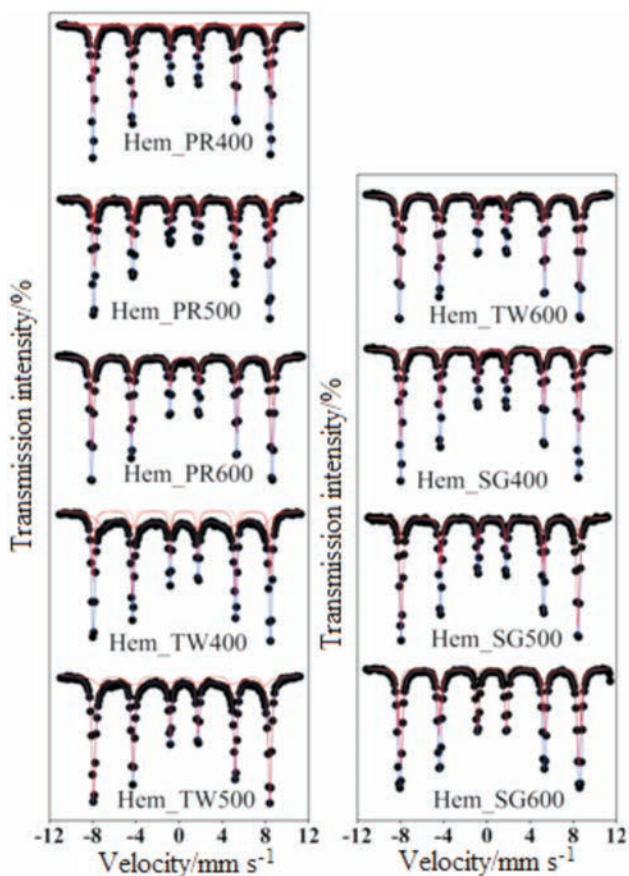 Transmission intensity/%
Hem_PR400
Hem_PR500
Hem_PR600
Hem_TW400
Hem_TW500
-12 -8 -4 0 4 8 12
Velocity/mm s-1
Transmission intensity/%
Hem_TW600
Hem_SG400
Hem_SG500
Hem_SG600
-12 -8 -4 0 4 8 12
Velocity/mm s-1